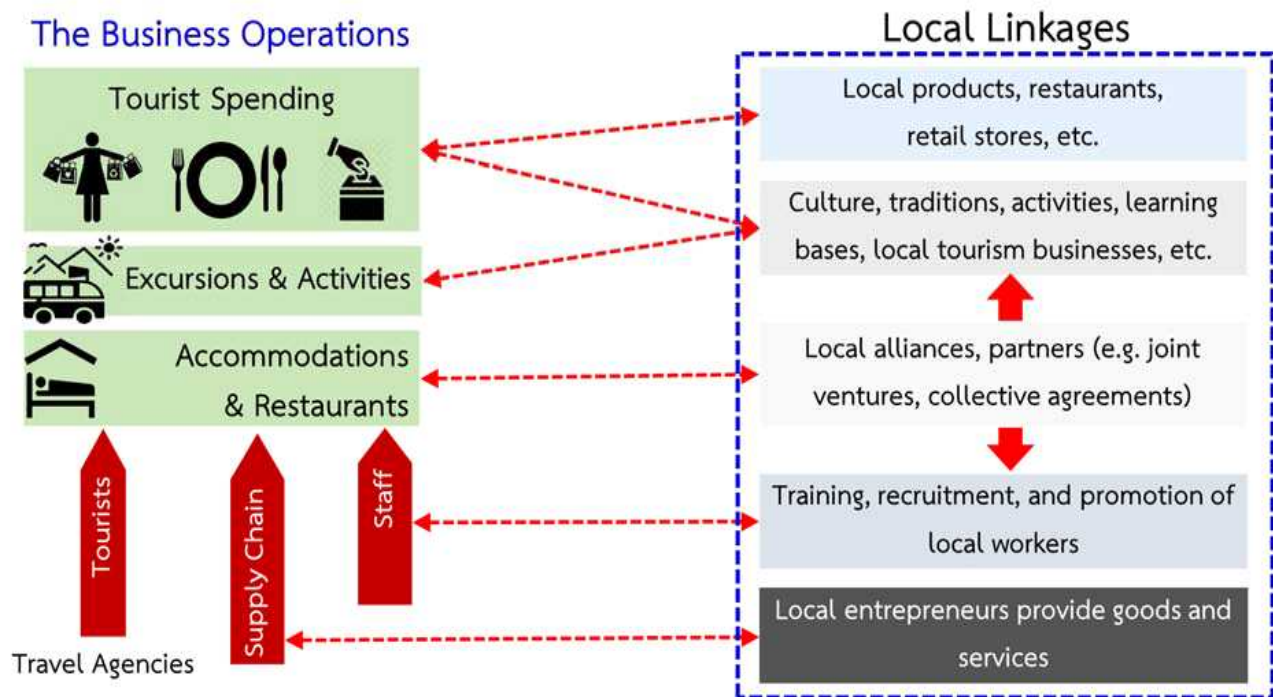 The Business Operations
Tourist Spending
Excursions & Activities
Accommodations
& Restaurants
Tourists
Supply Chain
Staff
Travel Agencies
Local Linkages
Local products, restaurants,
retail stores, etc.
Culture, traditions, activities, learning
bases, local tourism businesses, etc.
Local alliances, partners (e.g. joint
ventures, collective agreements)
Training, recruitment, and promotion of
local workers
Local entrepreneurs provide goods and
services